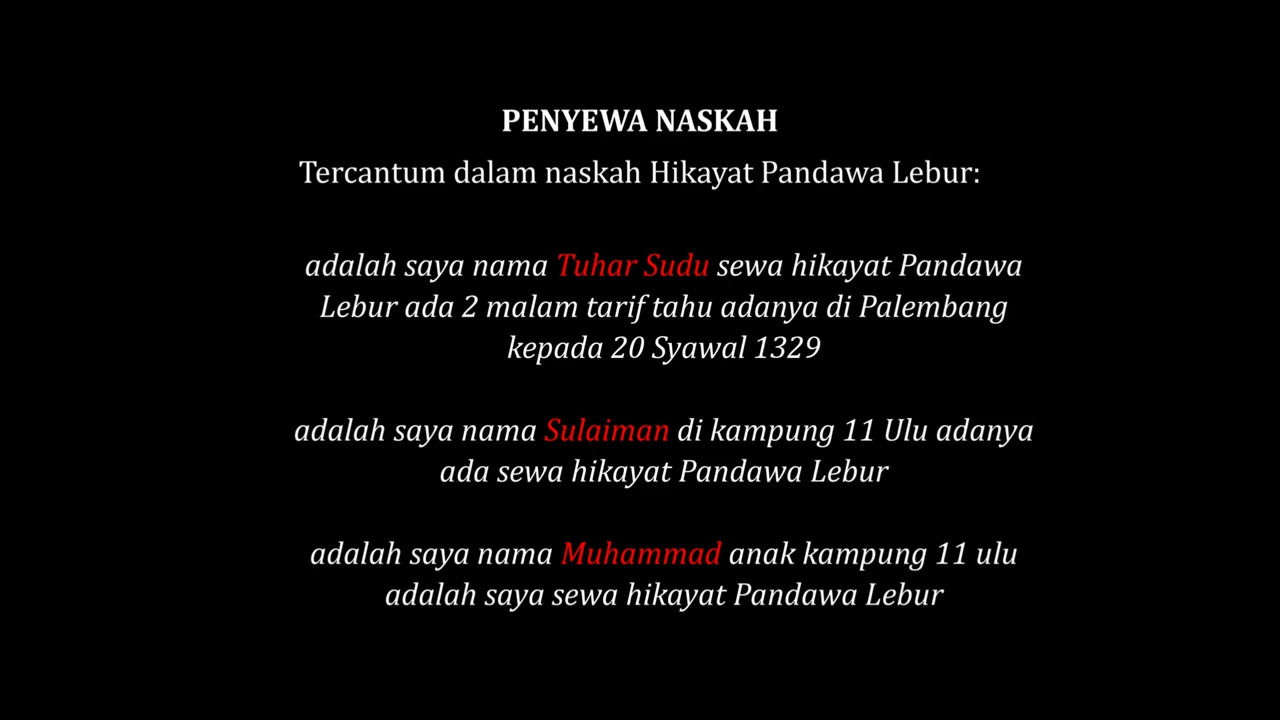 PENYEWA NASKAH
Tercantum dalam naskah Hikayat Pandawa Lebur:
adalah saya nama Tuhar Sudu sewa hikayat Pandawa
Lebur ada 2 malam tarif tahu adanya di Palembang
kepada 20 Syawal 1329
adalah saya nama Sulaiman di kampung 11 Ulu adanya
ada sewa hikayat Pandawa Lebur
adalah saya nama Muhammad anak kampung 11 ulu
adalah saya sewa hikayat Pandawa Lebur